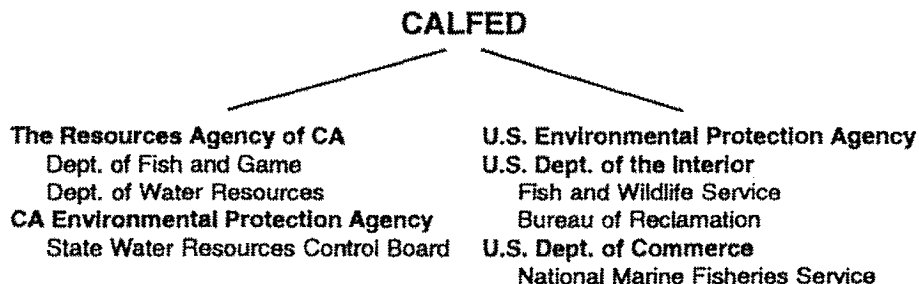 CALFED
The Resources Agency of CA
Dept. of Fish and Game
Dept. of Water Resources
CA Environmental Protection Agency
State Water Resources Control Board
U.S. Environmental Protection Agency
U.S. Dept. of the Interior
Fish and Wildlife Service
Bureau of Reclamation
U.S. Dept. of Commerce
National Marine Fisheries Service